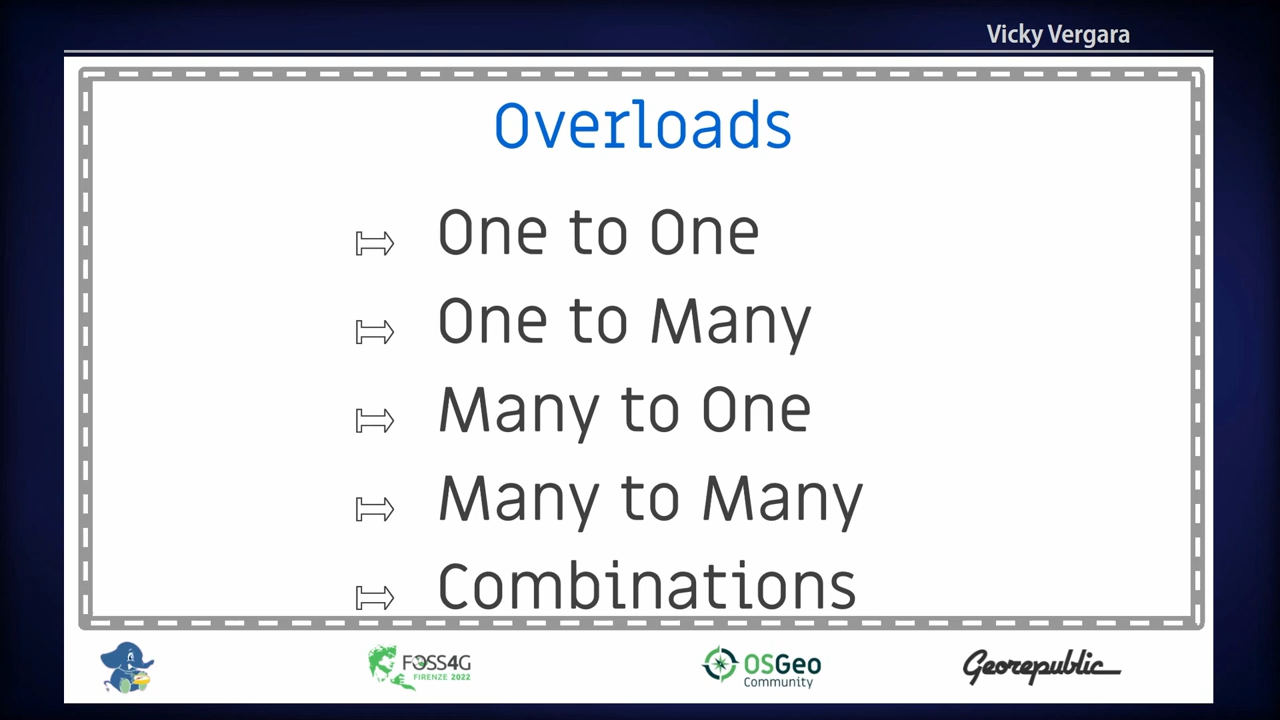 Vicky Vergara
Overloads
One to One
One to Many
Many to One
Many to Many
Combinations
FOSS4G
FIRENZE 2022
OSGeo
Community
Georepublic